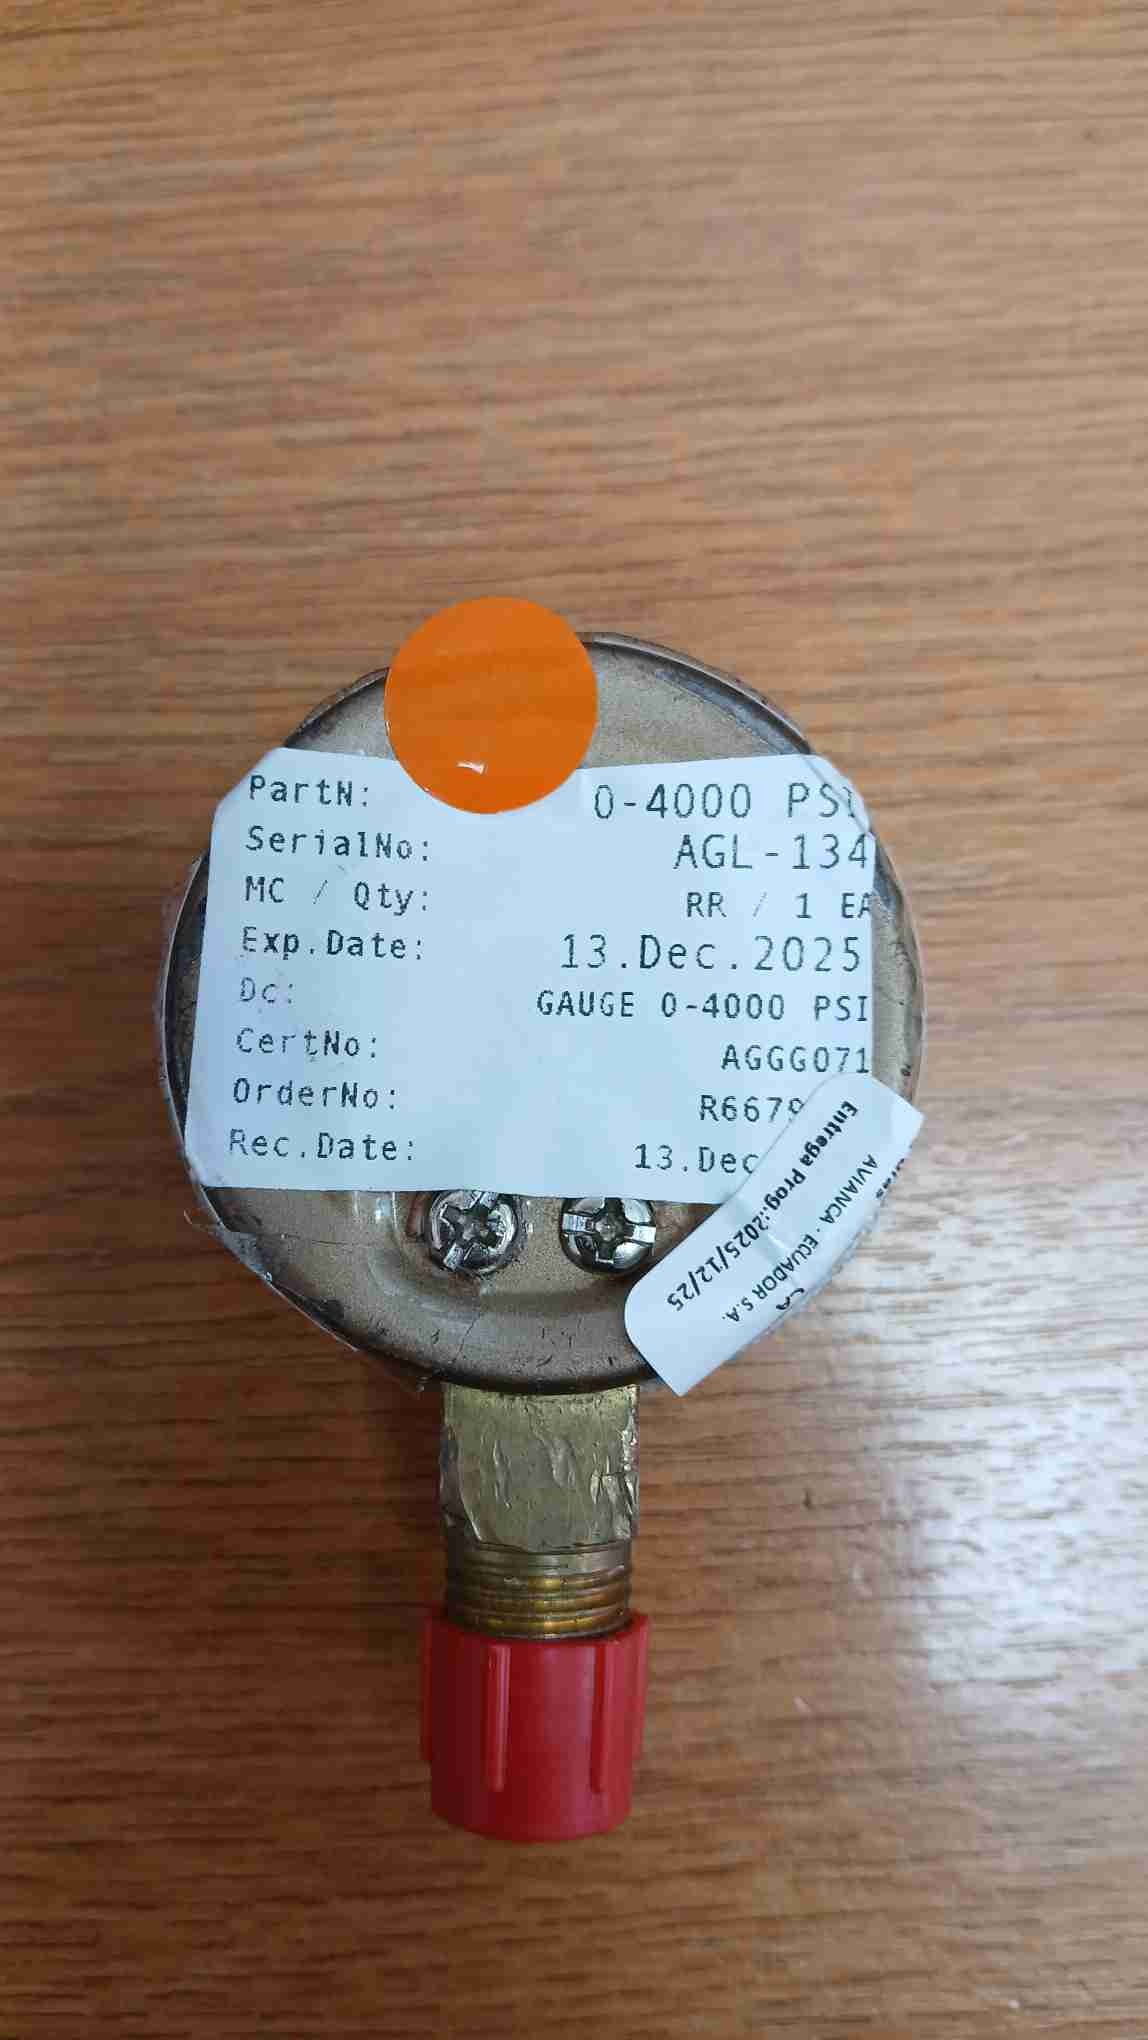 PartN: 0-4000 PSI
SerialNo: AGL-134
MC / Qty: RR / 1 EA
Exp.Date: 13.Dec.2025
Dc: GAUGE 0-4000 PSI
CertNo: AGGG071
OrderNo: R6679
Rec.Date: 13.Dec
AVIANCA - ECUADOR S.A.
Entrega Prog.:2025/12/25